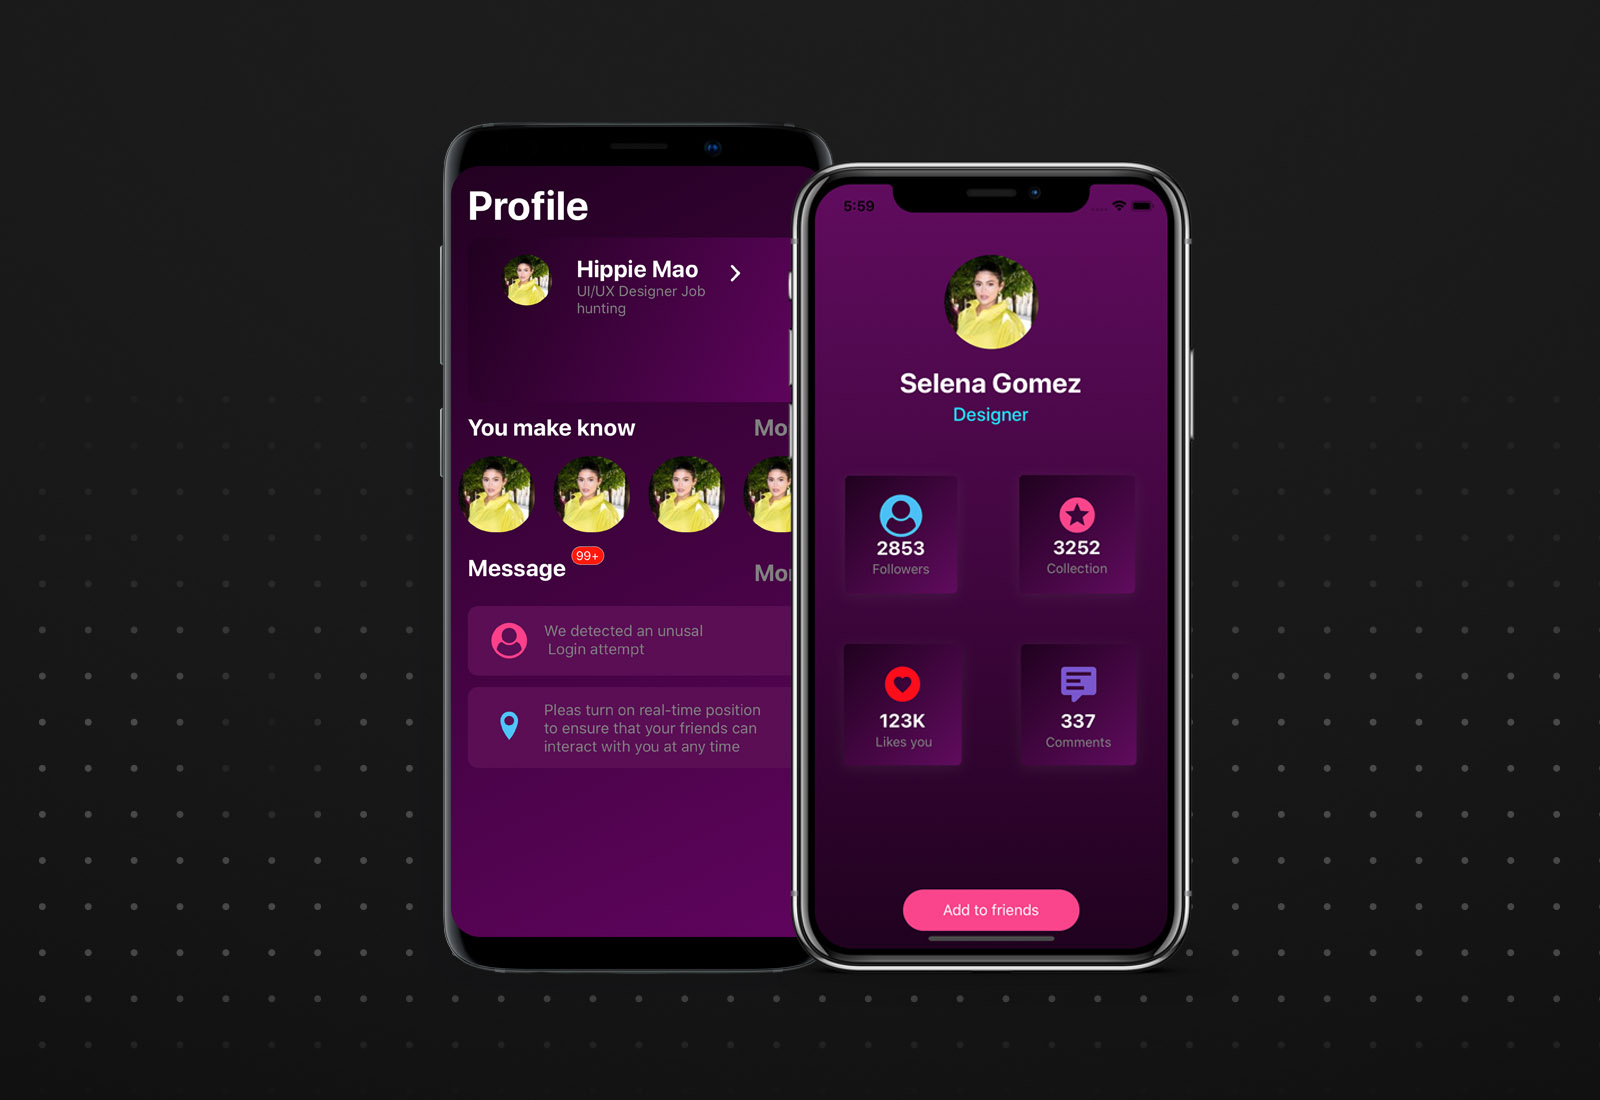 Profile
Hippie Mao
UI/UX Designer Job
hunting
You make know
Mo
Message
99+
Mor
We detected an unusal
Login attempt
Pleas turn on real-time position
to ensure that your friends can
interact with you at any time
5:59
Selena Gomez
Designer
2853
Followers
3252
Collection
123K
Likes you
337
Comments
Add to friends